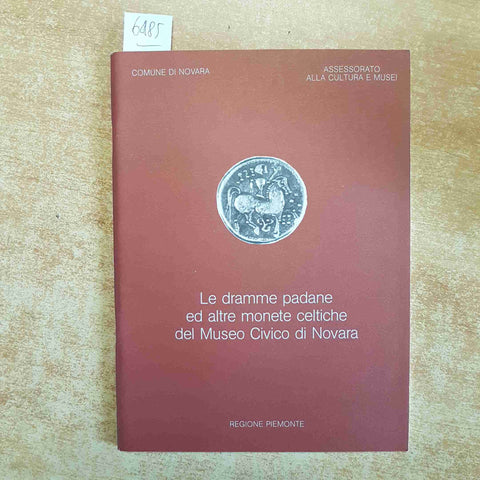 6485
COMUNE DI NOVARA
ASSESSORATO
ALLA CULTURA E MUSEI
Le dramme padane
ed altre monete celtiche
del Museo Civico di Novara
REGIONE PIEMONTE